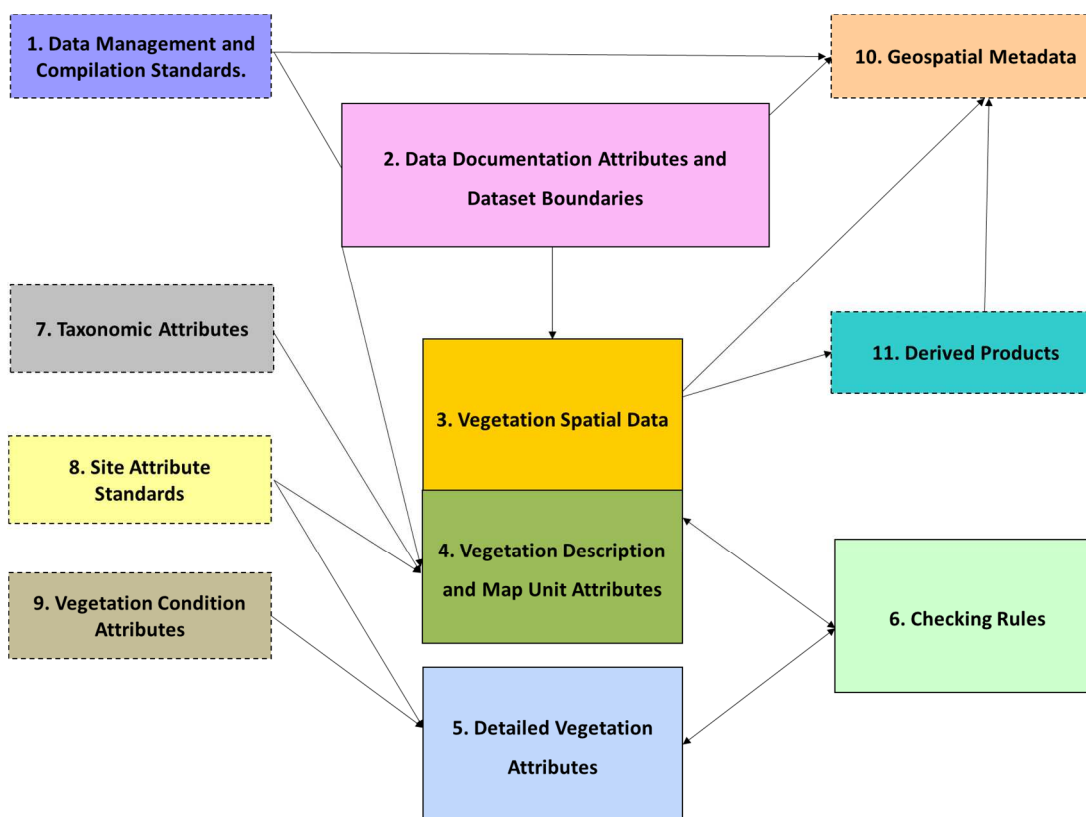 1. Data Management and
Compilation Standards.
10. Geospatial Metadata
2. Data Documentation Attributes and
Dataset Boundaries
7. Taxonomic Attributes
11. Derived Products
3. Vegetation Spatial Data
8. Site Attribute
Standards
4. Vegetation Description
and Map Unit Attributes
9. Vegetation Condition
Attributes
6. Checking Rules
5. Detailed Vegetation
Attributes